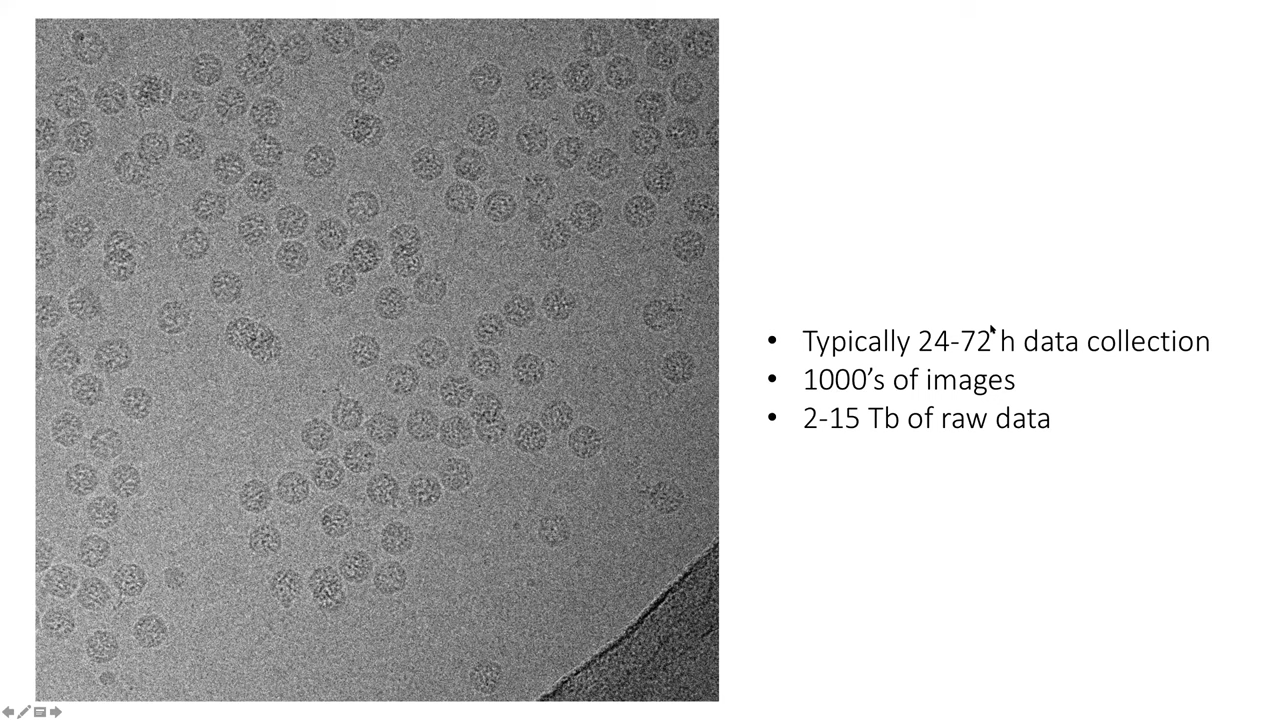 • Typically 24-72 h data collection
• 1000’s of images
• 2-15 Tb of raw data